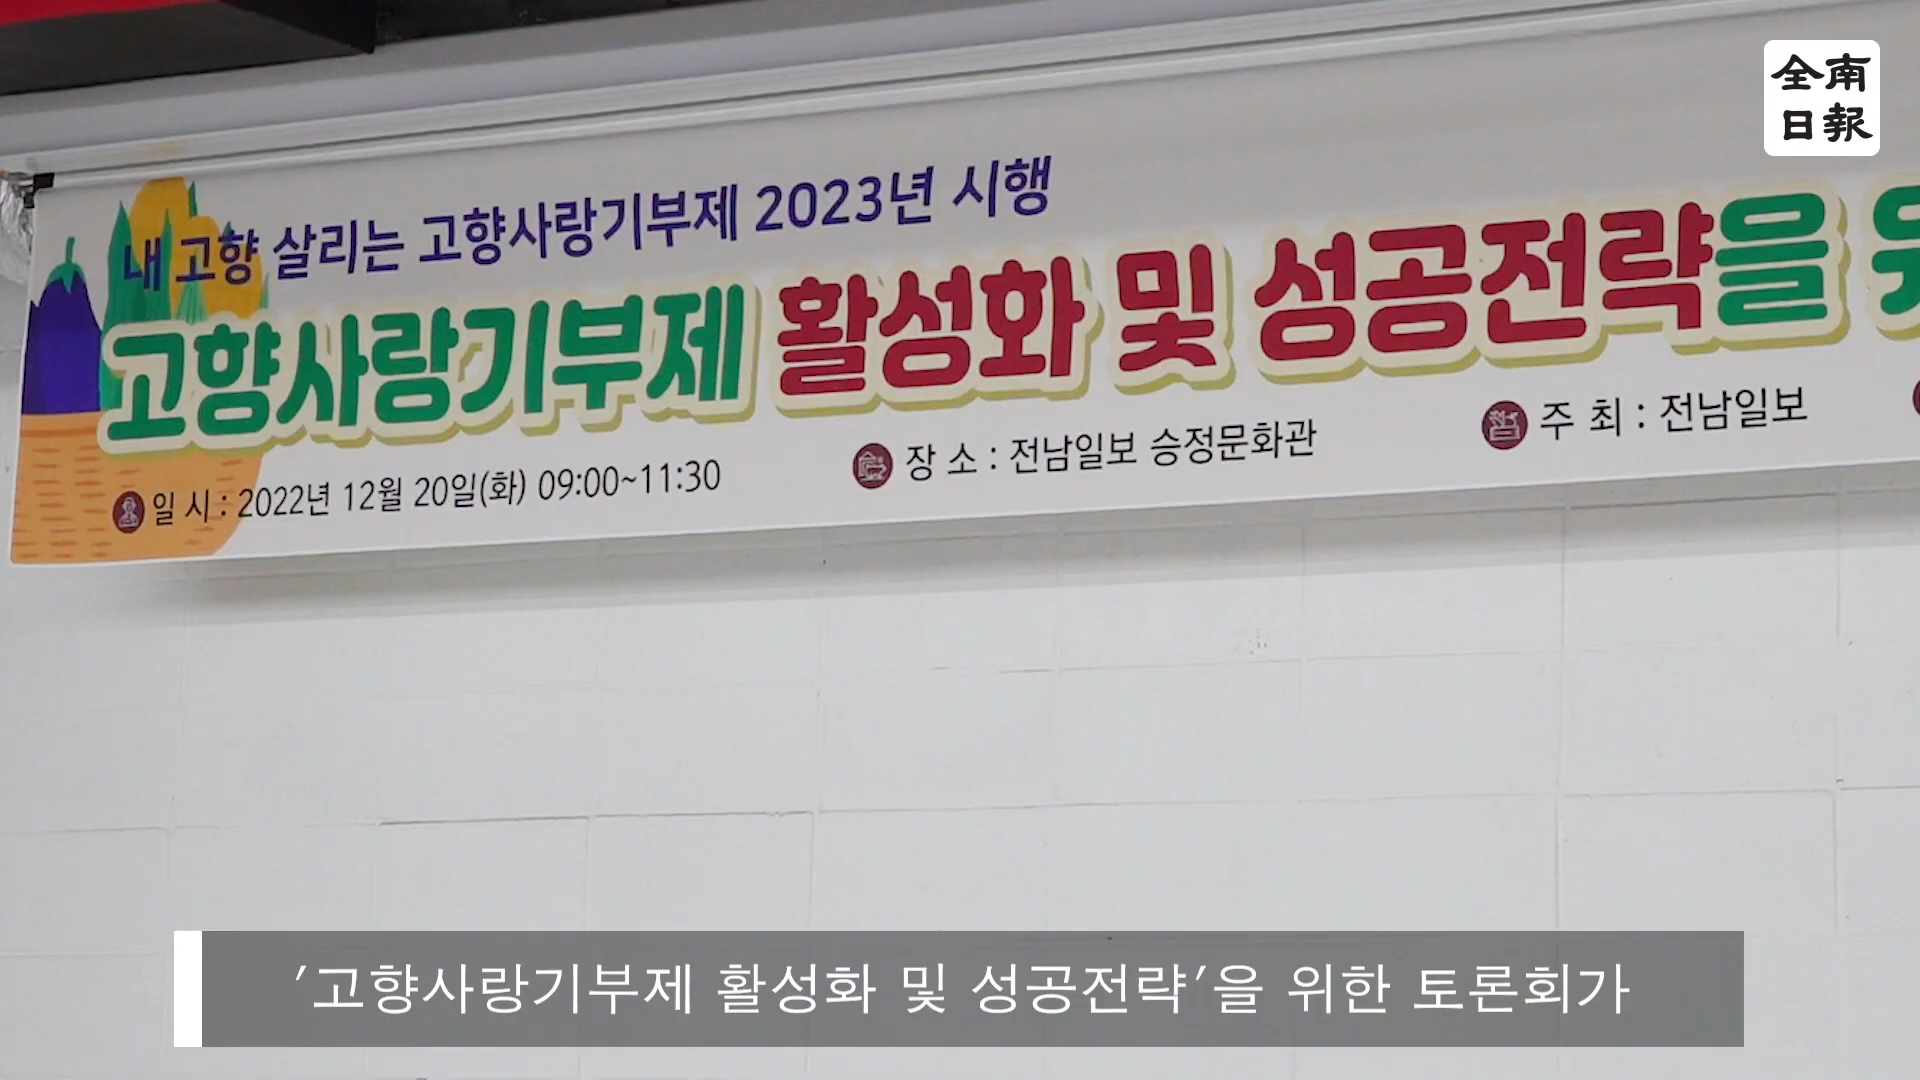 全南
日報
내 고향 살리는 고향사랑기부제 2023년 시행
고향사랑기부제 활성화 및 성공전략을
일 시 : 2022년 12월 20일(화) 09:00~11:30
장 소 : 전남일보 승정문화관
주 최 : 전남일보
'고향사랑기부제 활성화 및 성공전략'을 위한 토론회가